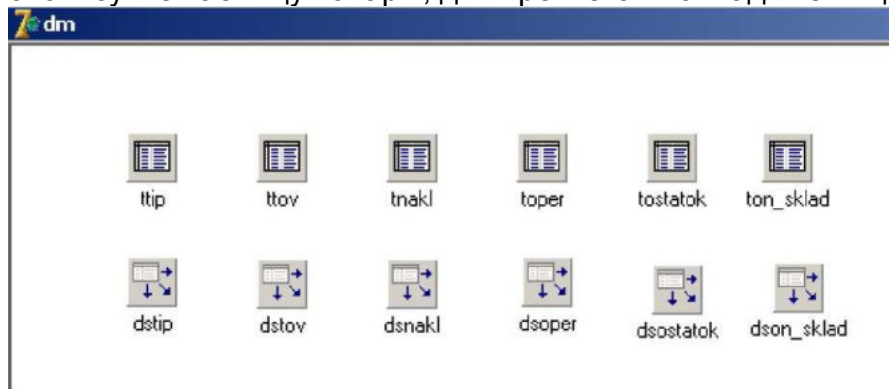 dm
ttip ttov tnakl toper tostatok ton_sklad
dstip dstov dsnakl dsoper dsostatok dson_sklad